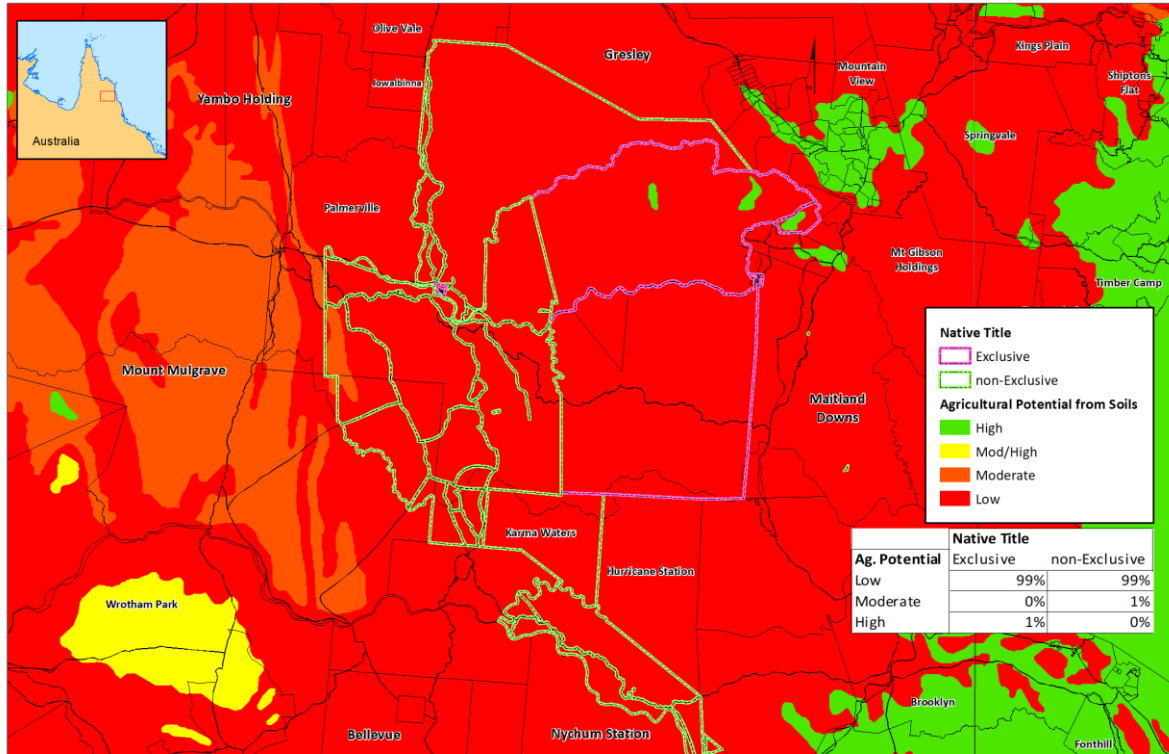 Olive Vale
Gresley
Kings Plain
Mountain
View
Shiptons
Flat
Iowalbinna
Yambo Holding
Australia
Springvale
Palmerville
Mt Gibson
Holdings
Timber Camp
Mount Mulgrave
Maitland
Downs
Native Title
Exclusive
non-Exclusive
Agricultural Potential from Soils
High
Mod/High
Moderate
Low
Karma Waters
Hurricane Station
Wrotham Park
Native Title
Ag. Potential Exclusive non-Exclusive
Low 99% 99%
Moderate 0% 1%
High 1% 0%
Brooklyn
Bellevue
Nychum Station
Fonthill